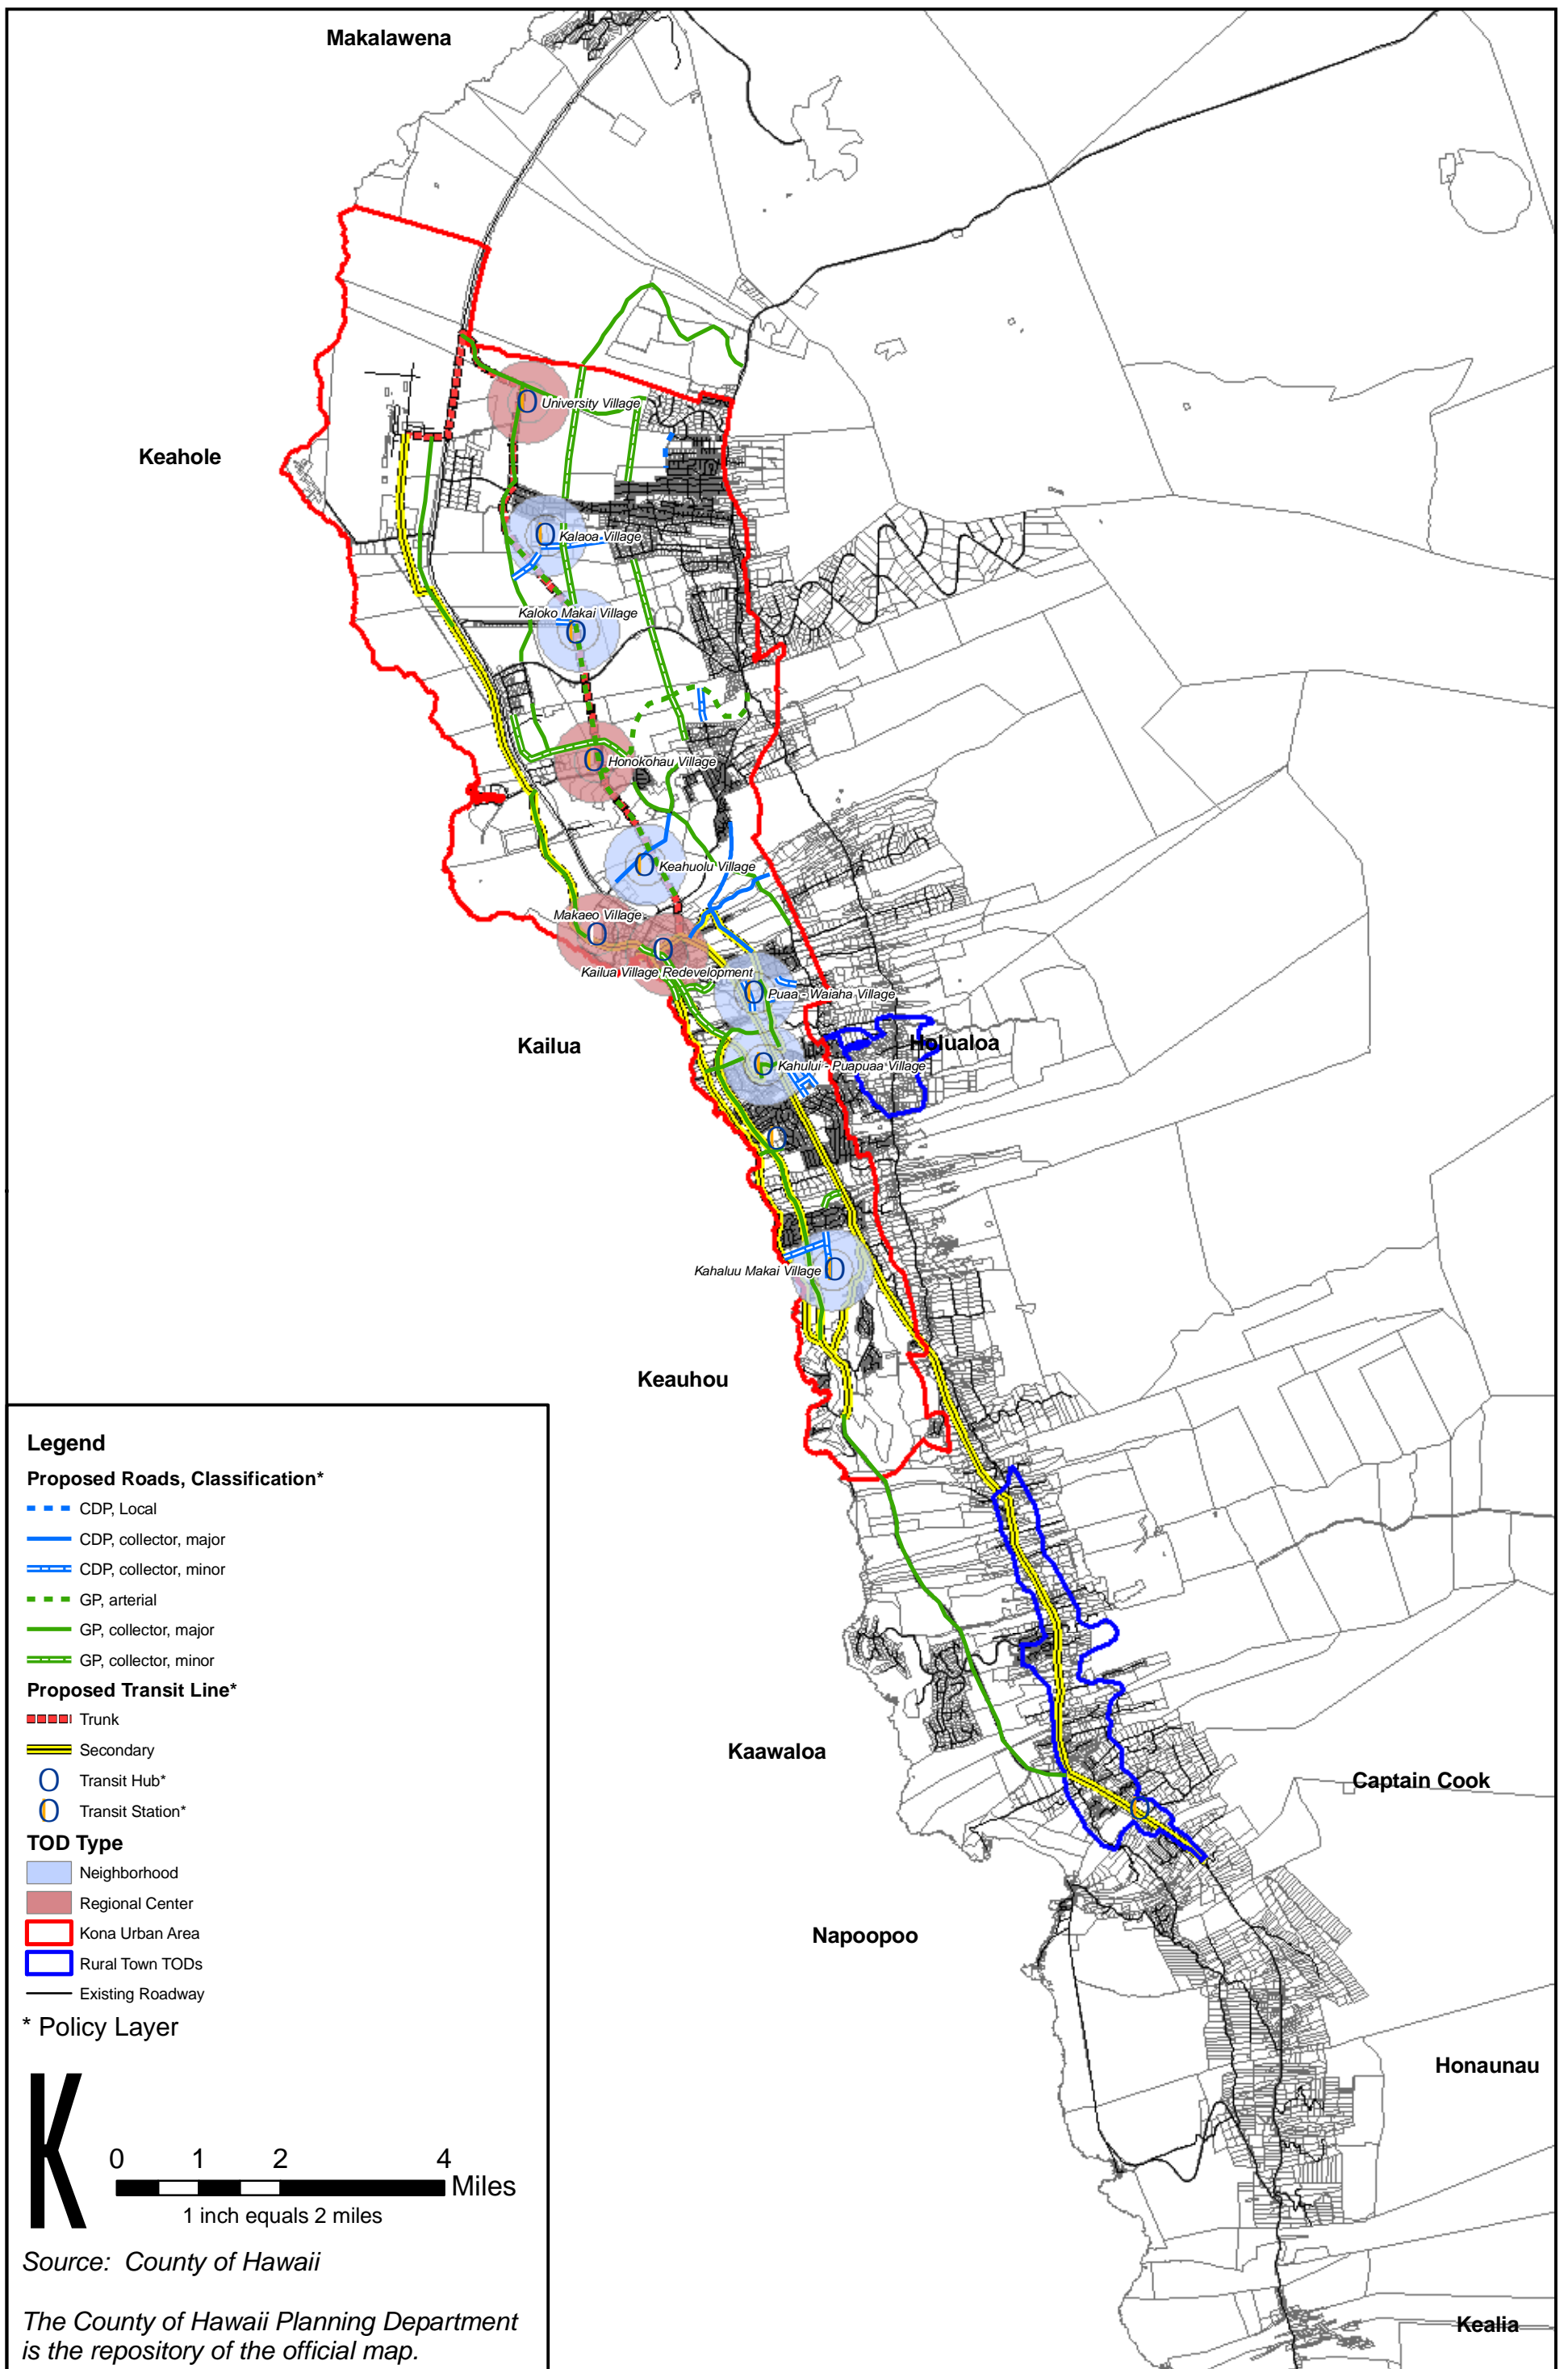 Makalawena
University Village
Keahole
Kalaoa Village
Kaloko Makai Village
Honokohau Village
Keahuolu Village
Makaeo Village
Kailua Village Redevelopment
Puaa - Waiaha Village
Kailua
Holualoa
Kahului - Puapuaa Village
Kahaluu Makai Village
Keauhou
Kaawaloa
Captain Cook
Napoopoo
Honaunau
Kealia
Legend
Proposed Roads, Classification*
CDP, Local
CDP, collector, major
CDP, collector, minor
GP, arterial
GP, collector, major
GP, collector, minor
Proposed Transit Line*
Trunk
Secondary
Transit Hub*
Transit Station*
TOD Type
Neighborhood
Regional Center
Kona Urban Area
Rural Town TODs
Existing Roadway
* Policy Layer
K
0 1 2 4
Miles
1 inch equals 2 miles
Source: County of Hawaii
The County of Hawaii Planning Department
is the repository of the official map.